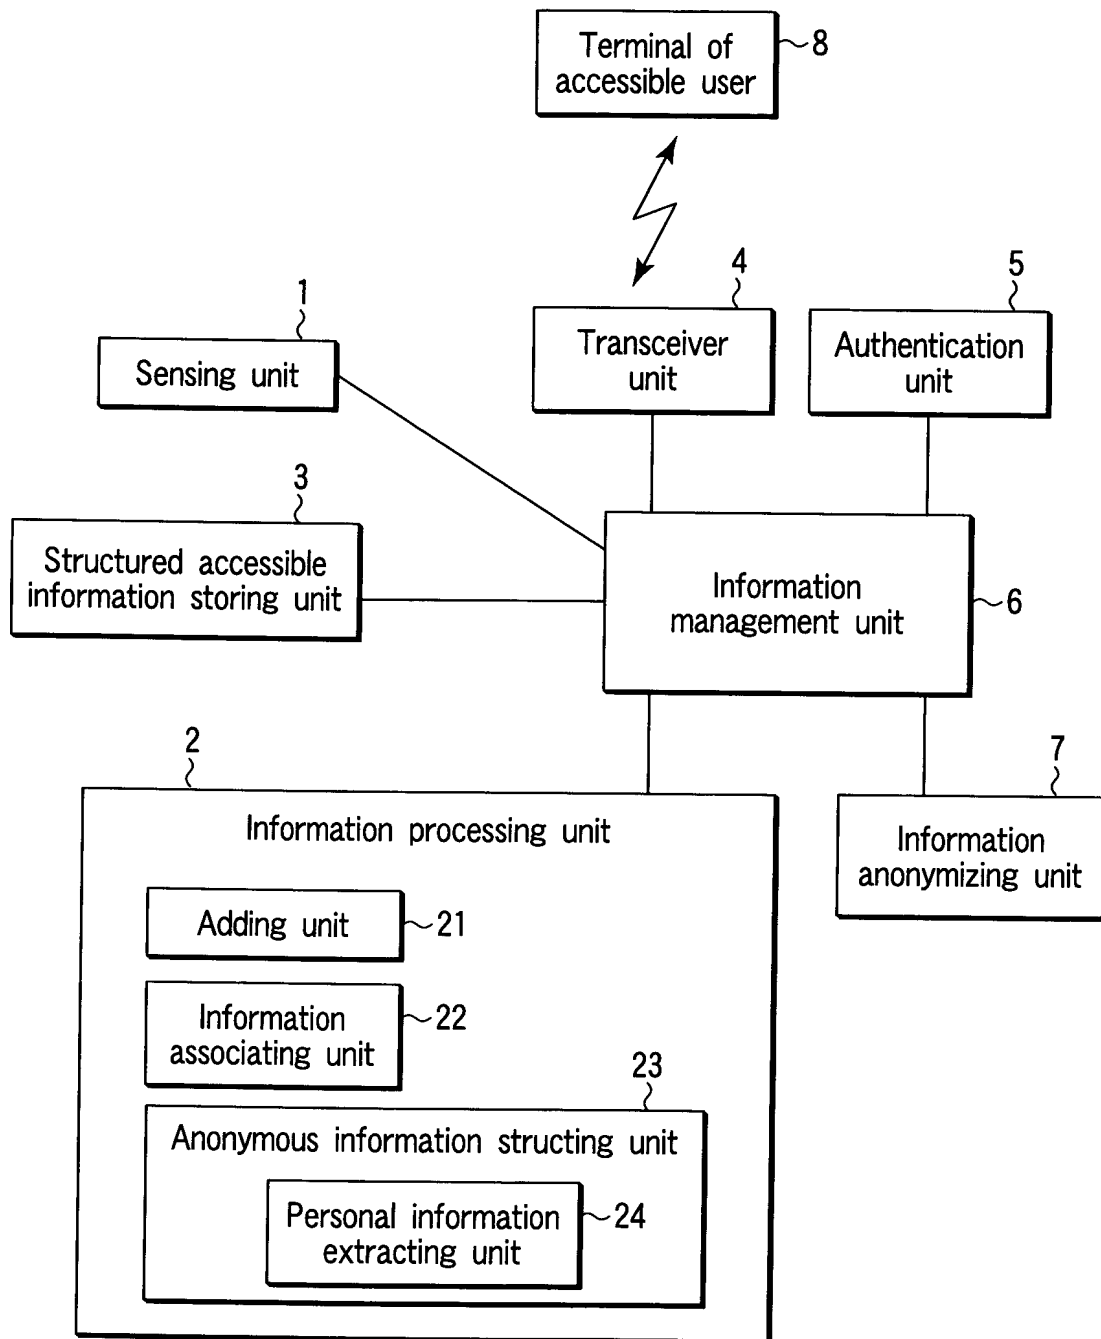 Terminal of
accessible user
8
4
5
1
Transceiver
unit
Authentication
unit
Sensing unit
3
Structured accessible
information storing unit
Information
management unit
6
2
7
Information processing unit
Information
anonymizing unit
Adding unit
21
Information
associating unit
22
23
Anonymous information structing unit
Personal information
extracting unit
24